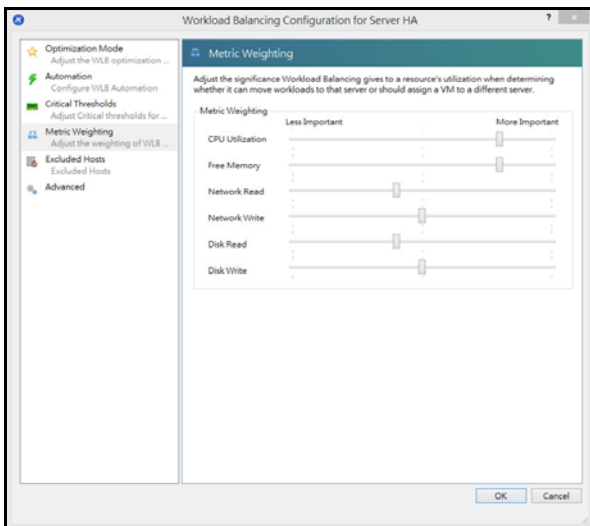 Workload Balancing Configuration for Server HA
?
Optimization Mode
Adjust the WLB optimization ...
Automation
Configure WLB Automation
Critical Thresholds
Adjust Critical thresholds for ...
Metric Weighting
Adjust the weighting of WLB ...
Excluded Hosts
Excluded Hosts
Advanced
Metric Weighting
Adjust the significance Workload Balancing gives to a resource's utilization when determining
whether it can move workloads to that server or should assign a VM to a different server.
Metric Weighting
Less Important More Important
CPU Utilization
Free Memory
Network Read
Network Write
Disk Read
Disk Write
OK Cancel